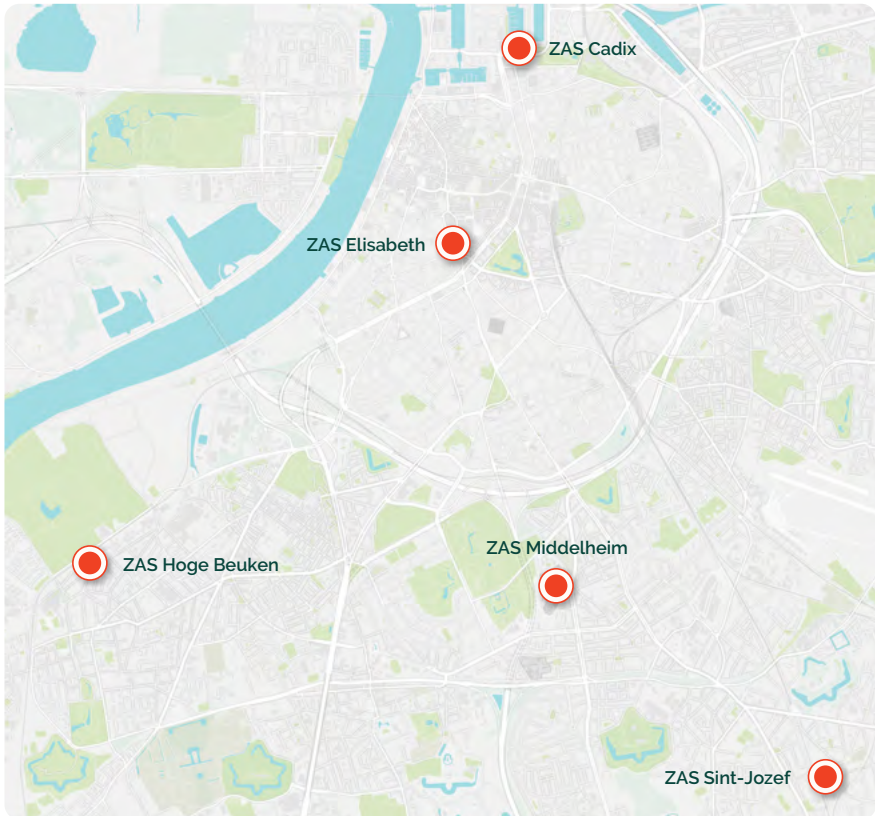 ZAS Cadix
ZAS Elisabeth
ZAS Middelheim
ZAS Hoge Beuken
ZAS Sint-Jozef